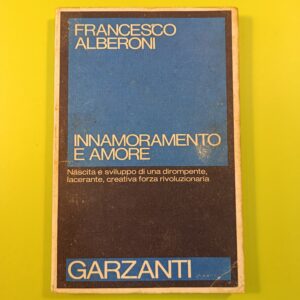 FRANCESCO
ALBERONI
INNAMORAMENTO
E AMORE
Nascita e sviluppo di una dirompente,
lacerante, creativa forza rivoluzionaria
GARZANTI